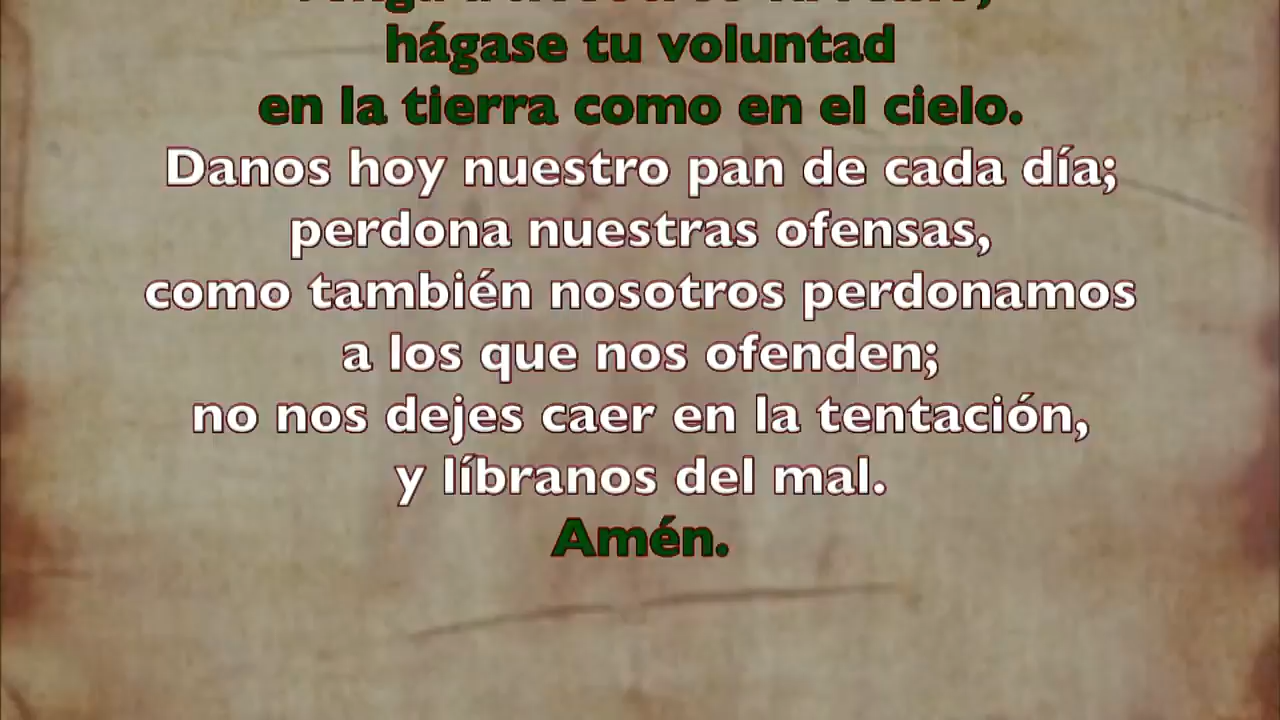 hágase tu voluntad
en la tierra como en el cielo.
Danos hoy nuestro pan de cada día;
perdona nuestras ofensas,
como también nosotros perdonamos
a los que nos ofenden;
no nos dejes caer en la tentación,
y líbranos del mal.
Amén.